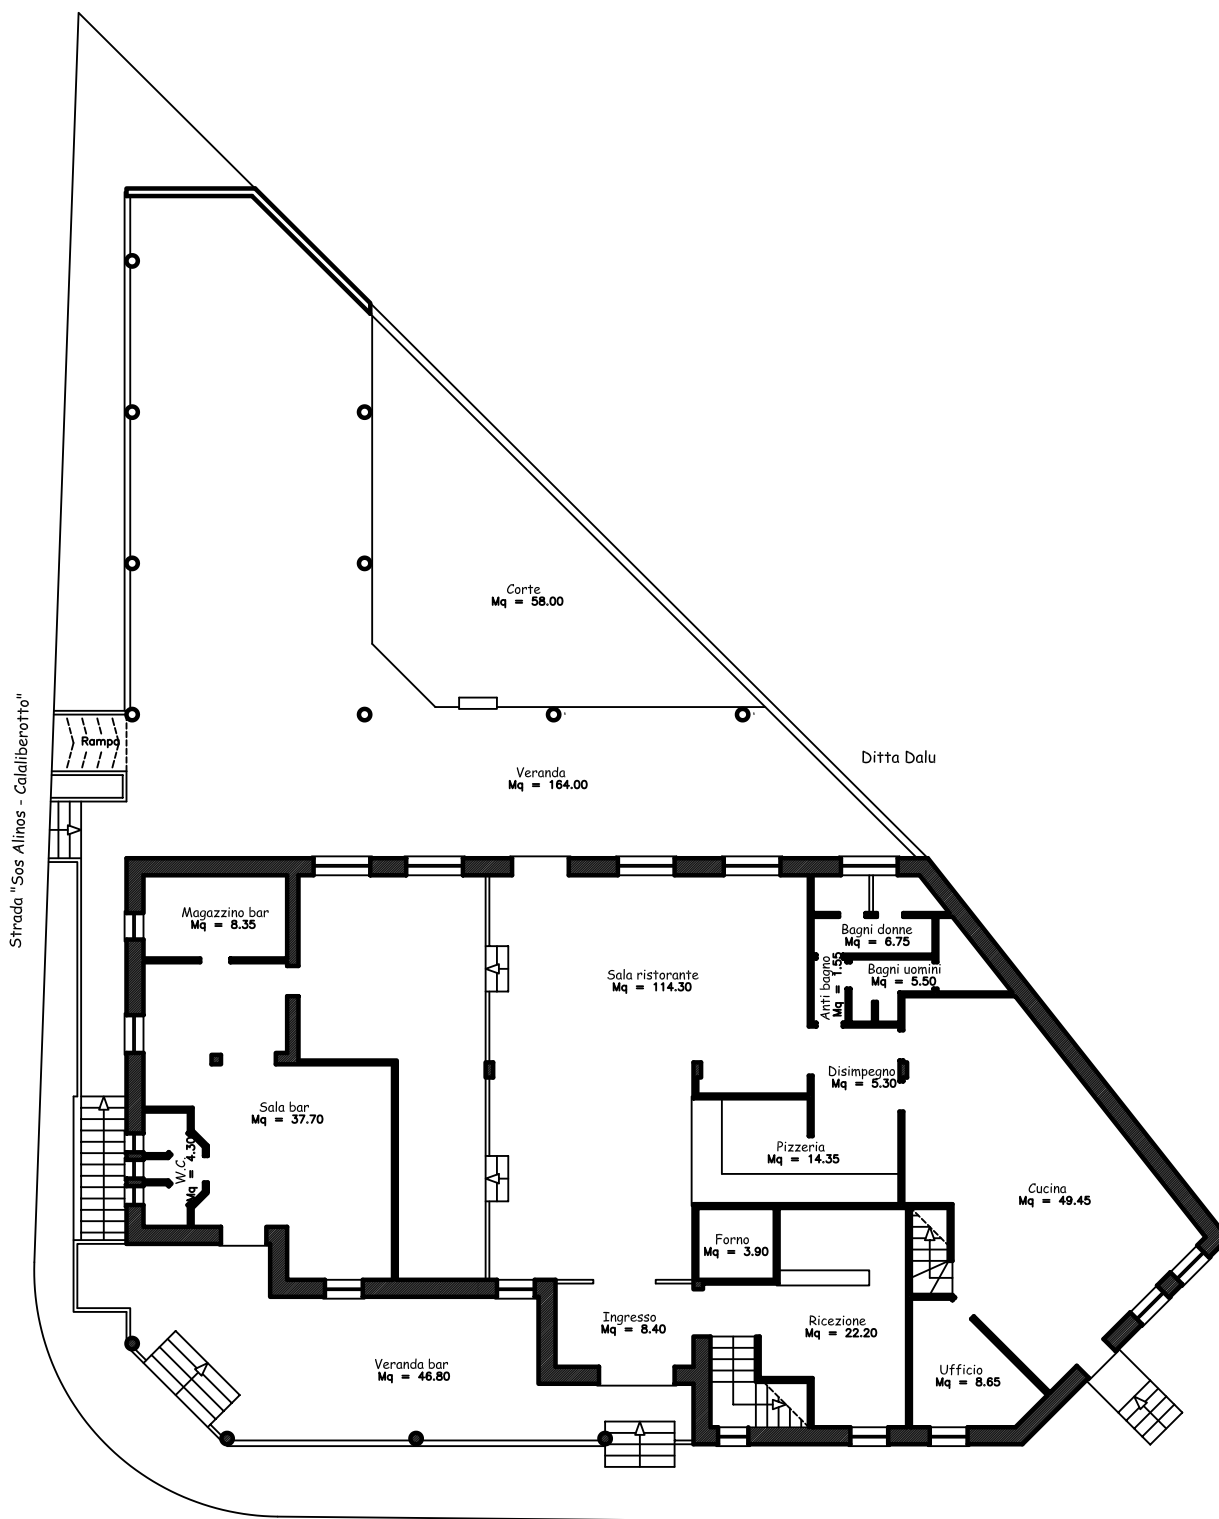 Corte
Mq = 58.00
Strada "Sos Alinos - Calaliberotto"
Rampa
Ditta Dalu
Veranda
Mq = 164.00
Magazzino bar
Mq = 8.35
Bagni donne
Mq = 6.75
Sala ristorante
Mq = 114.30
Anti bagno
Mq = 1.55
Bagni uomini
Mq = 5.50
Disimpegno
Mq = 5.30
Sala bar
Mq = 37.70
W.C.
Mq = 4.30
Pizzeria
Mq = 14.35
Cucina
Mq = 49.45
Forno
Mq = 3.90
Ingresso
Mq = 8.40
Ricezione
Mq = 22.20
Veranda bar
Mq = 46.80
Ufficio
Mq = 8.65